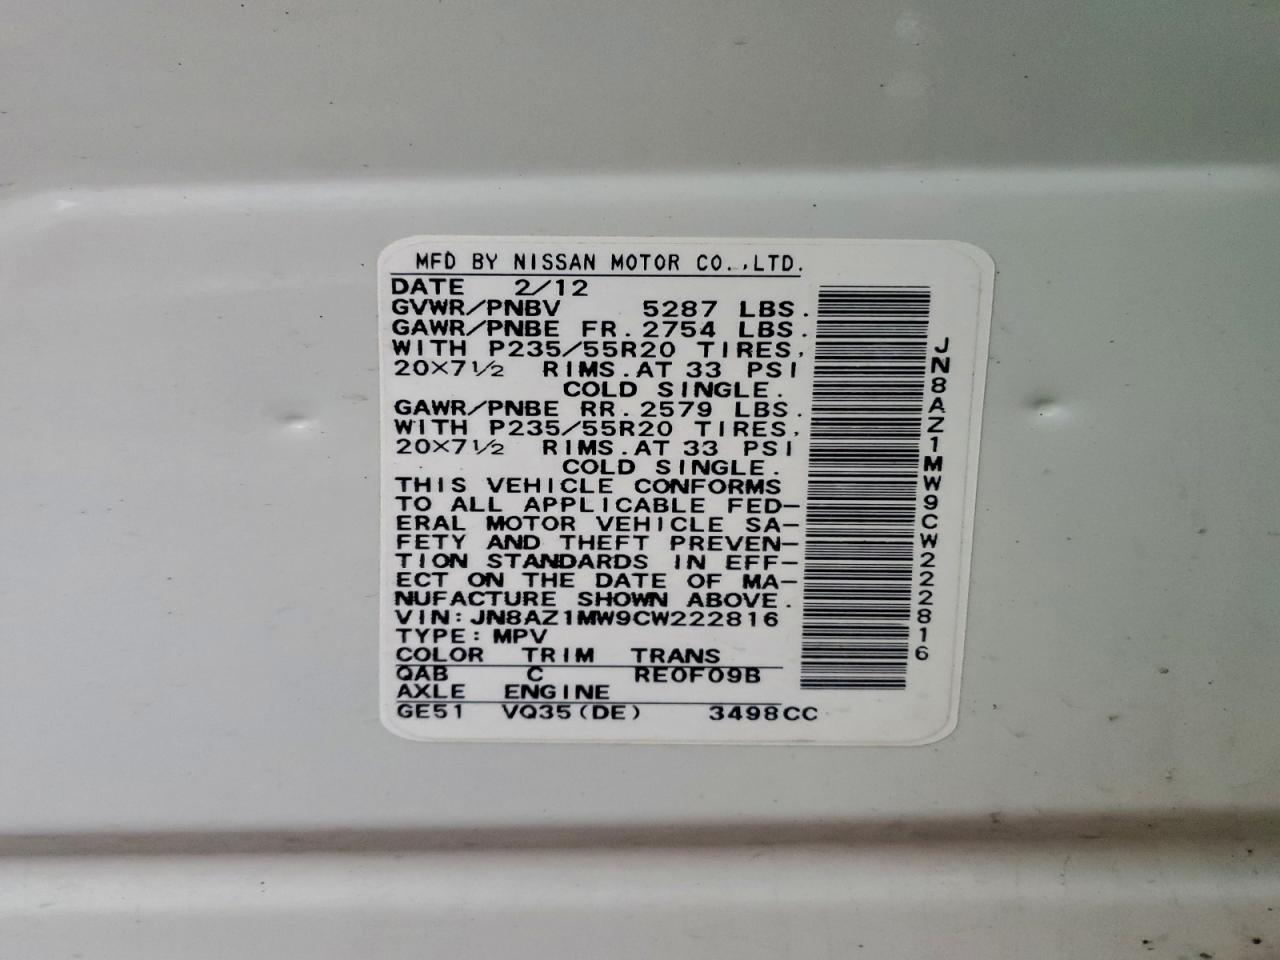 MFD BY NISSAN MOTOR CO.,LTD.
DATE 2/12
GVWR/PNBV 5287 LBS.
GAWR/PNBE FR. 2754 LBS.
WITH P235/55R20 TIRES,
20×7½ RIMS.AT 33 PSI
COLD SINGLE.
GAWR/PNBE RR. 2579 LBS.
WITH P235/55R20 TIRES,
20×7½ RIMS.AT 33 PSI
COLD SINGLE.
THIS VEHICLE CONFORMS
TO ALL APPLICABLE FED-
ERAL MOTOR VEHICLE SA-
FETY AND THEFT PREVEN-
TION STANDARDS IN EFF-
ECT ON THE DATE OF MA-
NUFACTURE SHOWN ABOVE.
VIN: JN8AZ1MW9CW222816
TYPE: MPV
COLOR TRIM TRANS
QAB C RE0F09B
AXLE ENGINE
GE51 VQ35(DE) 3498CC
JN8AZ1MW9CW222816